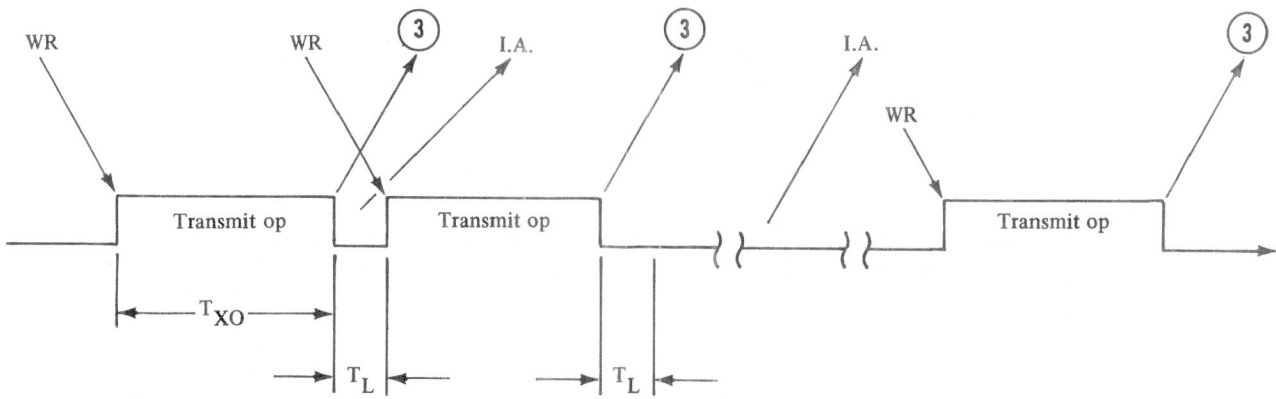 WR
WR
3
I.A.
3
I.A.
WR
3
Transmit op
Transmit op
Transmit op
TXO
TL
TL